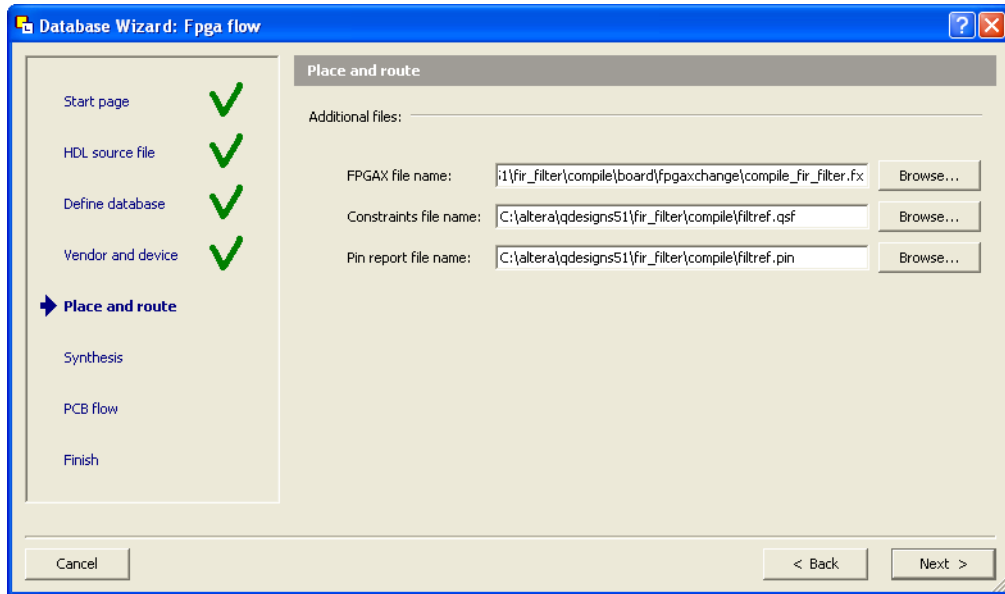 Database Wizard: Fpga flow
Start page
HDL source file
Define database
Vendor and device
Place and route
Synthesis
PCB flow
Finish
Place and route
Additional files:
FPGAX file name: 51\fir_filter\compile\board\fpgaxchange\compile_fir_filter.fx Browse...
Constraints file name: C:\altera\qdesigns51\fir_filter\compile\filtref.qsf Browse...
Pin report file name: C:\altera\qdesigns51\fir_filter\compile\filtref.pin Browse...
Cancel < Back Next >